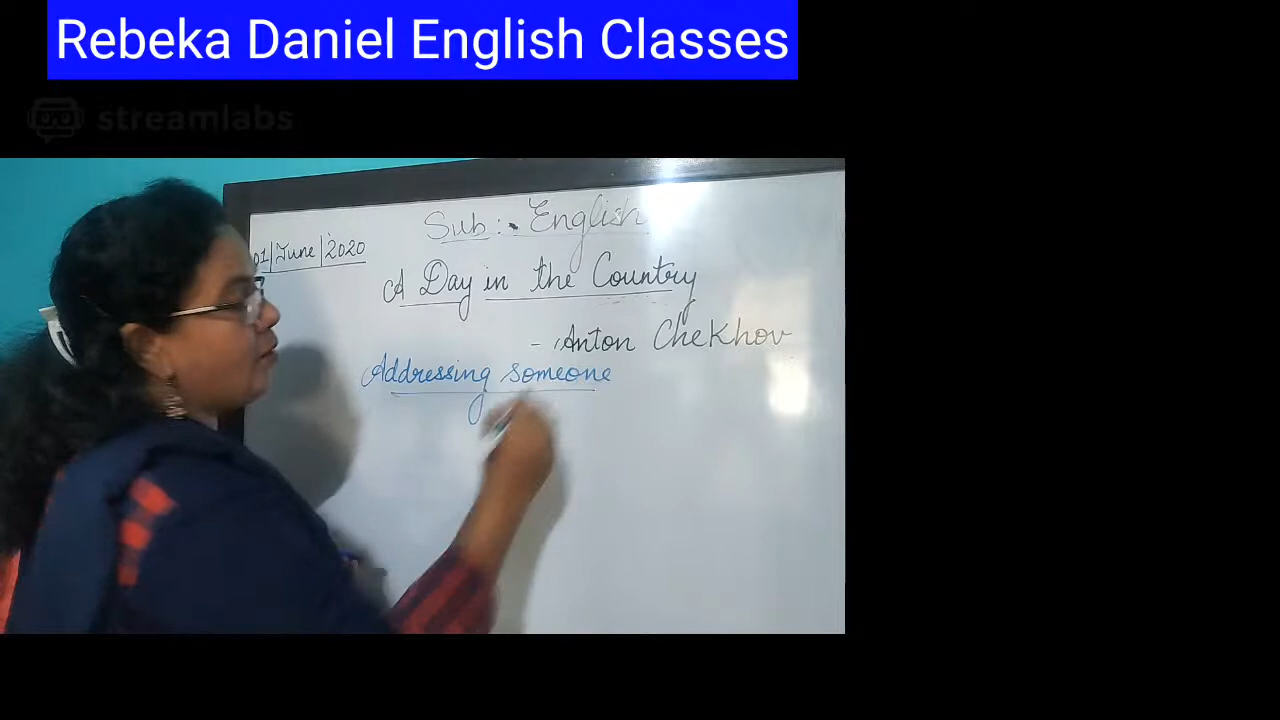 Rebeka Daniel English Classes
streamlabs
Sub:- English
01|June|2020
A Day in the Country
- Anton Chekhov
Addressing someone